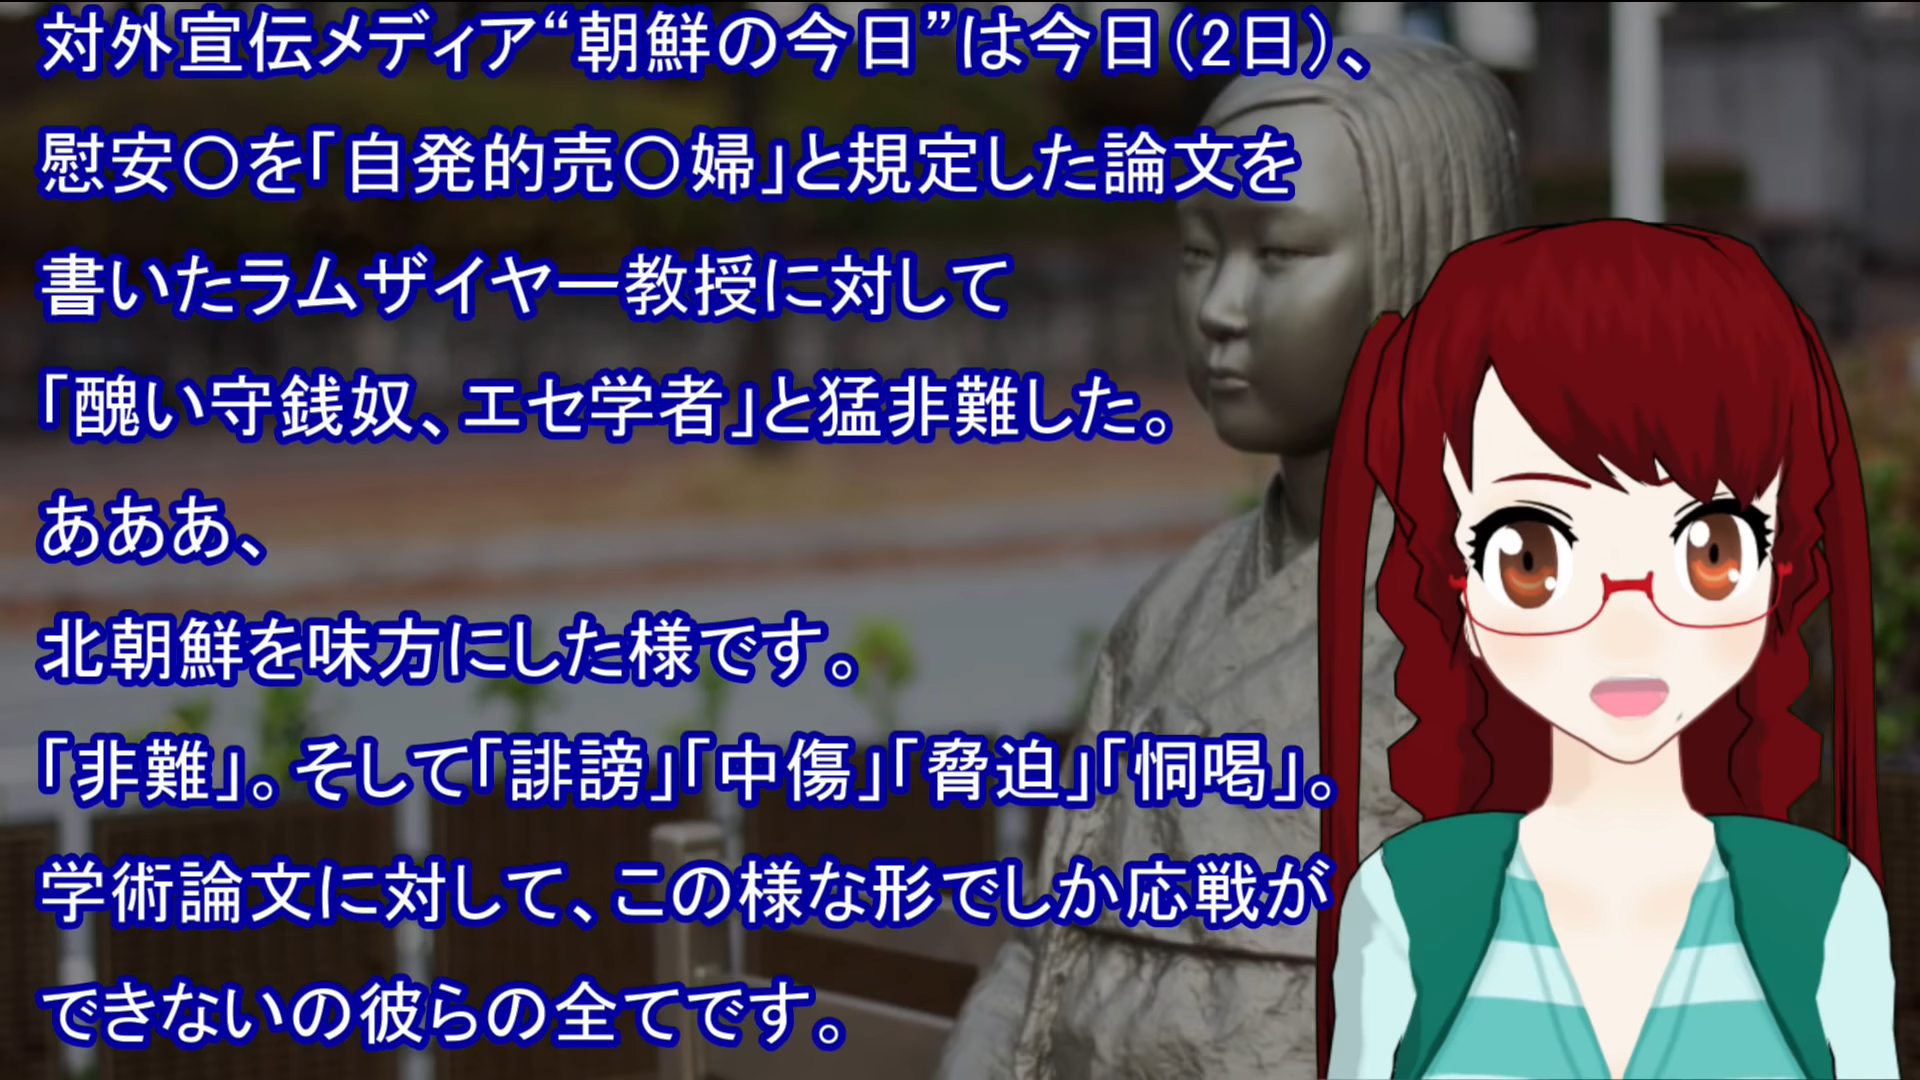 対外宣伝メディア“朝鮮の今日”は今日（2日）、
慰安〇を「自発的売〇婦」と規定した論文を
書いたラムザイヤー教授に対して
「醜い守銭奴、エセ学者」と猛非難した。
あああ、
北朝鮮を味方にした様です。
「非難」。そして「誹謗」「中傷」「脅迫」「恫喝」。
学術論文に対して、この様な形でしか応戦が
できないの彼らの全てです。